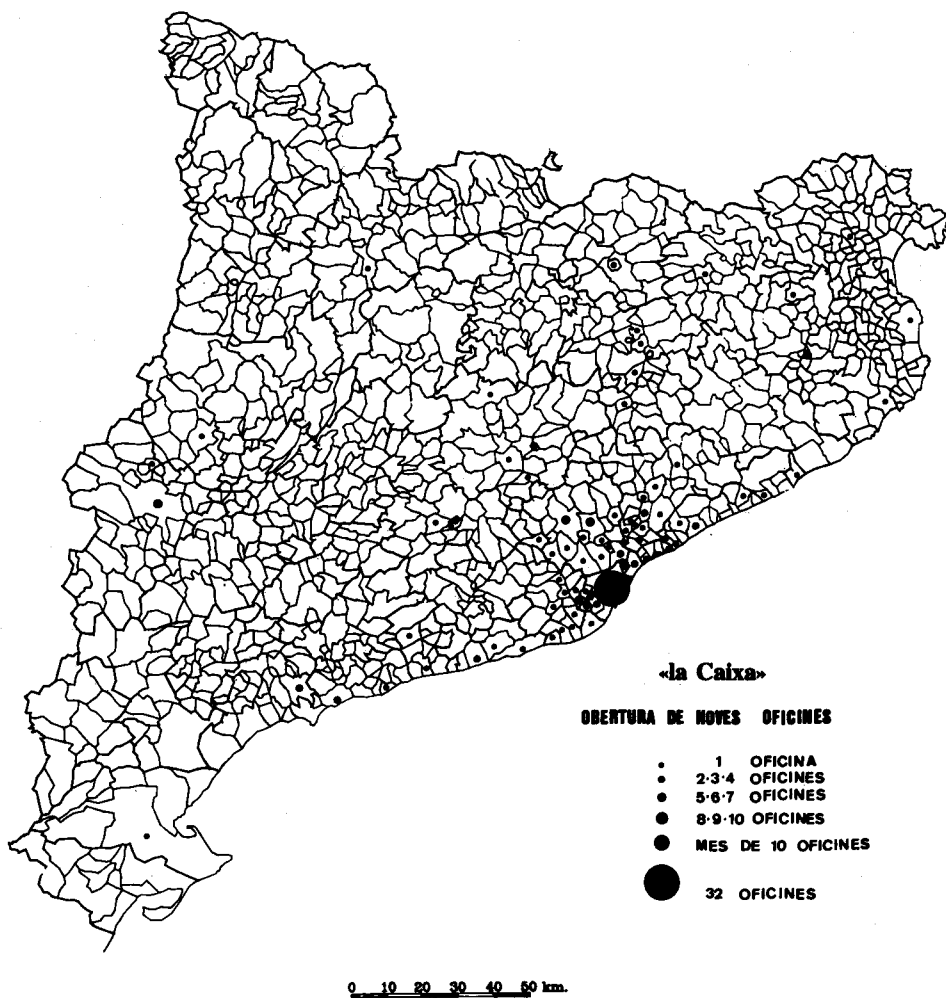 «la Caixa»
OBERTURA DE NOVES OFICINES
1 OFICINA
2·3·4 OFICINES
5·6·7 OFICINES
8·9·10 OFICINES
MES DE 10 OFICINES
32 OFICINES
0 10 20 30 40 50 km.